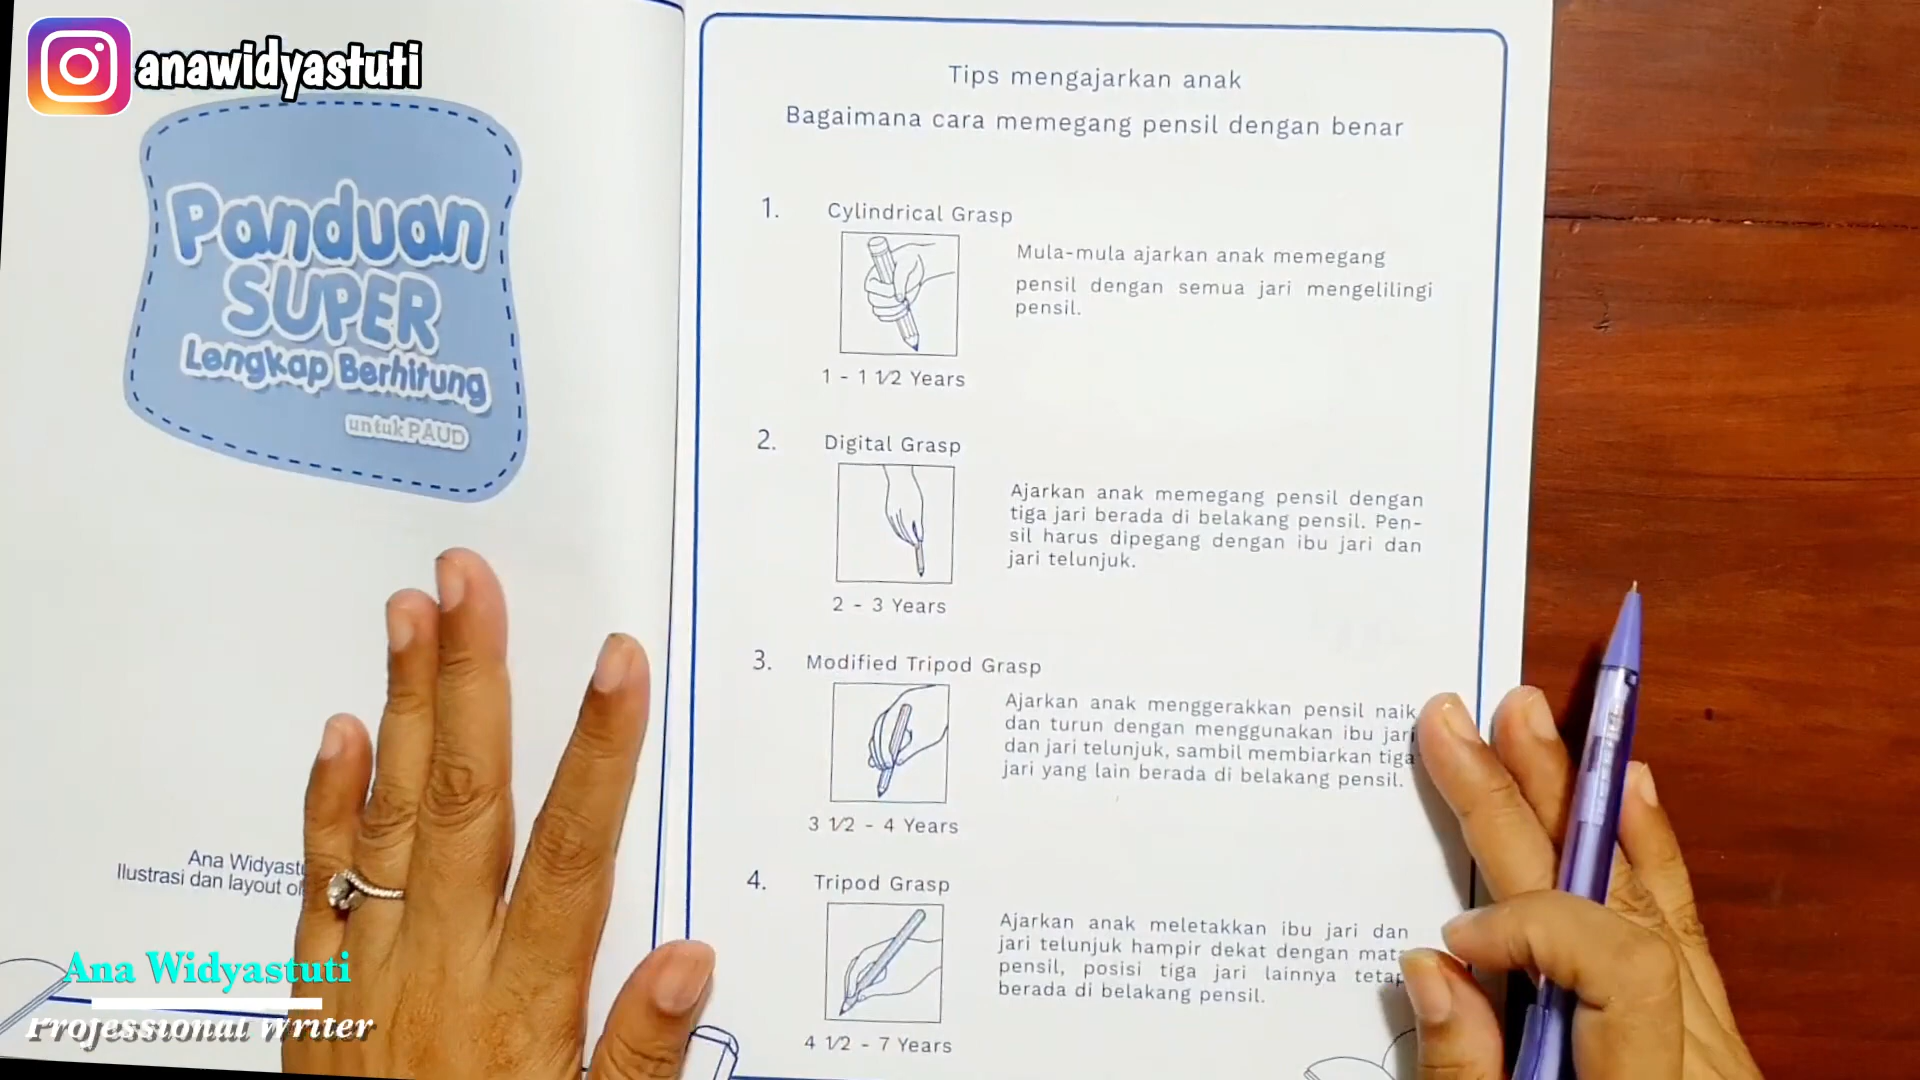 anawidyastuti
Panduan
SUPER
Lengkap Berhitung
untuk PAUD
Ana
Ilustrasi dan layout
Ana Widyastuti
Professional Writer
Tips mengajarkan anak
Bagaimana cara memegang pensil dengan benar
1. Cylindrical Grasp
Mula-mula ajarkan anak memegang
pensil dengan semua jari mengelilingi
pensil.
1 - 1 1/2 Years
2. Digital Grasp
Ajarkan anak memegang pensil dengan
tiga jari berada di belakang pensil. Pen-
sil harus dipegang dengan ibu jari dan
jari telunjuk.
2 - 3 Years
3. Modified Tripod Grasp
Ajarkan anak menggerakkan pensil naik
dan turun dengan menggunakan ibu jari
dan jari telunjuk, sambil membiarkan tiga
jari yang lain berada di belakang pensil.
3 1/2 - 4 Years
4. Tripod Grasp
Ajarkan anak meletakkan ibu jari dan
jari telunjuk hampir dekat dengan
pensil, posisi tiga jari lainnya tetap
berada di belakang pensil.
4 1/2 - 7 Years